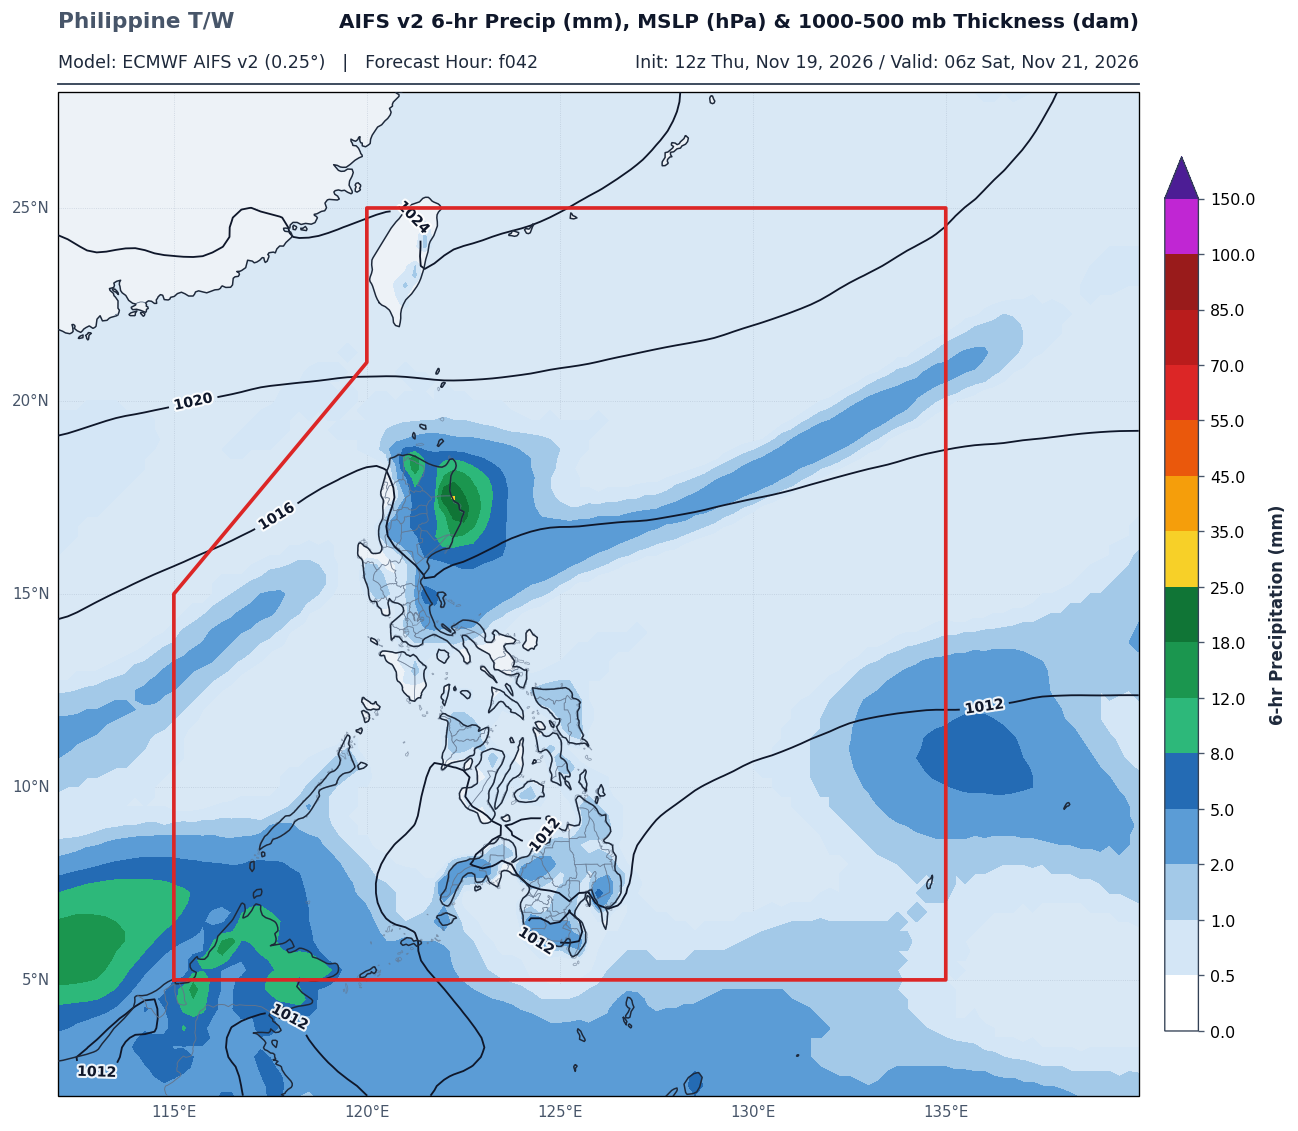 Philippine T/W
AIFS v2 6-hr Precip (mm), MSLP (hPa) & 1000-500 mb Thickness (dam)
Model: ECMWF AIFS v2 (0.25°)   |   Forecast Hour: f042
Init: 12z Thu, Nov 19, 2026 / Valid: 06z Sat, Nov 21, 2026
25°N
20°N
15°N
10°N
5°N
115°E
120°E
125°E
130°E
135°E
1024
1020
1016
1012
1012
1012
1012
1012
150.0
100.0
85.0
70.0
55.0
45.0
35.0
25.0
18.0
12.0
8.0
5.0
2.0
1.0
0.5
0.0
6-hr Precipitation (mm)